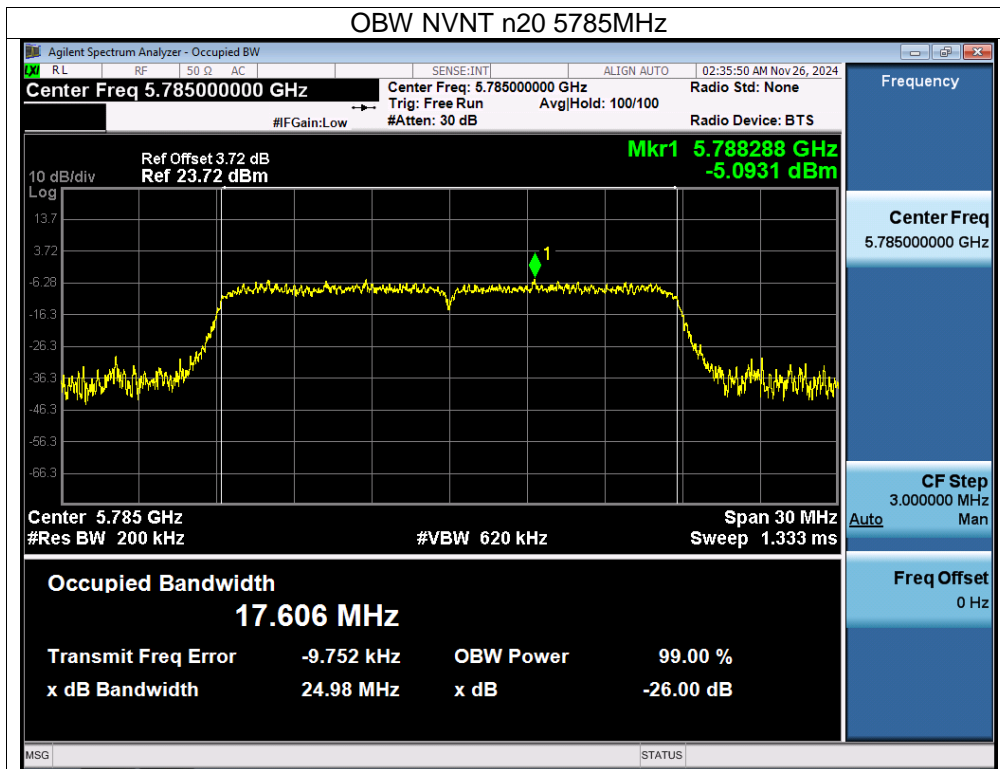 OBW NVNT n20 5785MHz
Agilent Spectrum Analyzer - Occupied BW
LXI RL RF 50 Ω AC SENSE:INT ALIGN AUTO 02:35:50 AM Nov 26, 2024
Center Freq 5.785000000 GHz
Center Freq: 5.785000000 GHz Radio Std: None
Trig: Free Run Avg|Hold: 100/100
#IFGain:Low #Atten: 30 dB Radio Device: BTS
Frequency
Mkr1 5.788288 GHz
-5.0931 dBm
Ref Offset 3.72 dB
10 dB/div Ref 23.72 dBm
Log
13.7
3.72
-6.28
-16.3
-26.3
-36.3
-46.3
-56.3
-66.3
1
Center 5.785 GHz Span 30 MHz
#Res BW 200 kHz #VBW 620 kHz Sweep 1.333 ms
Occupied Bandwidth
17.606 MHz
Transmit Freq Error -9.752 kHz OBW Power 99.00 %
x dB Bandwidth 24.98 MHz x dB -26.00 dB
Center Freq
5.785000000 GHz
CF Step
3.000000 MHz
Auto Man
Freq Offset
0 Hz
MSG STATUS